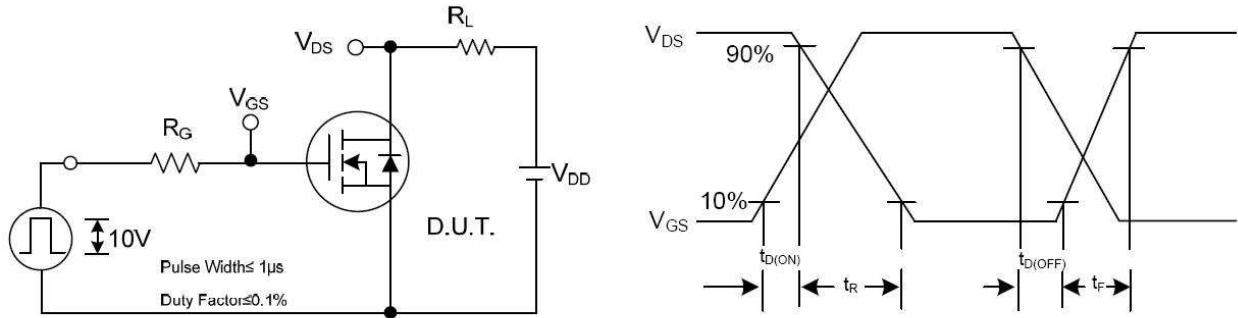 V_DS
R_L
V_GS
R_G
V_DD
10V
D.U.T.
Pulse Width≤ 1μs
Duty Factor≤0.1%
V_DS
90%
10%
V_GS
t_D(ON)
t_R
t_D(OFF)
t_F